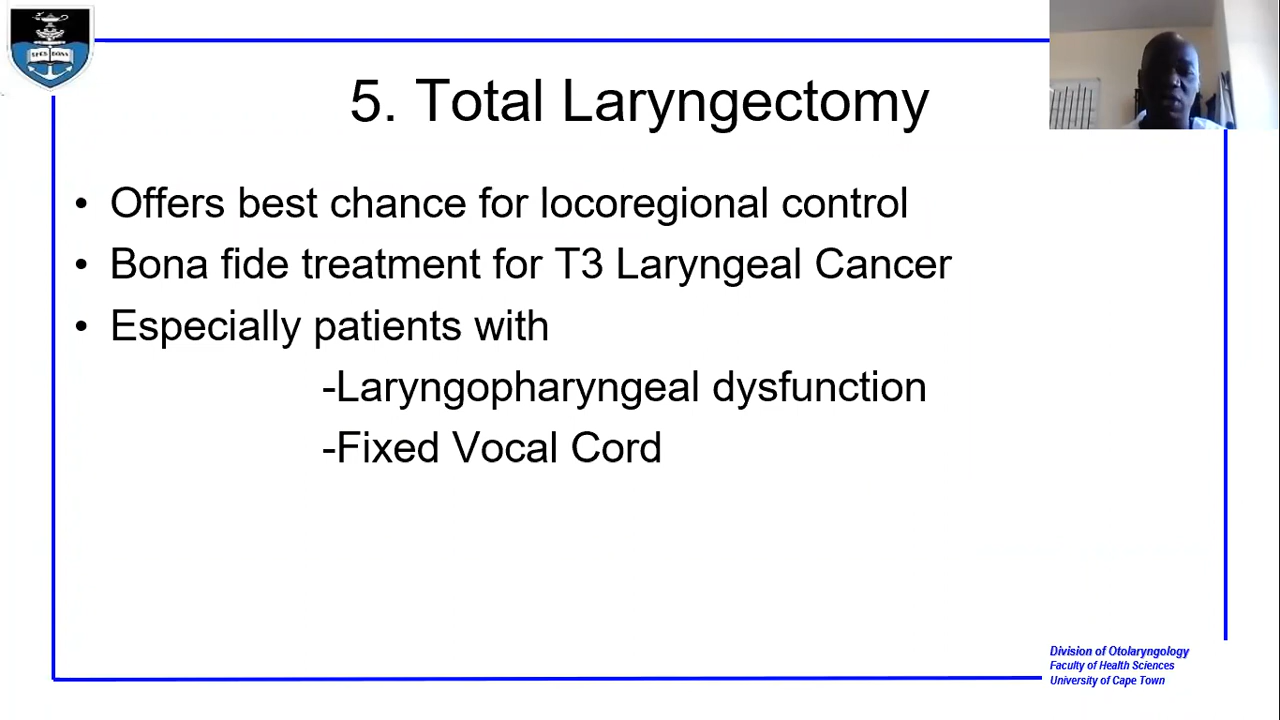 5. Total Laryngectomy
• Offers best chance for locoregional control
• Bona fide treatment for T3 Laryngeal Cancer
• Especially patients with
-Laryngopharyngeal dysfunction
-Fixed Vocal Cord
Division of Otolaryngology
Faculty of Health Sciences
University of Cape Town